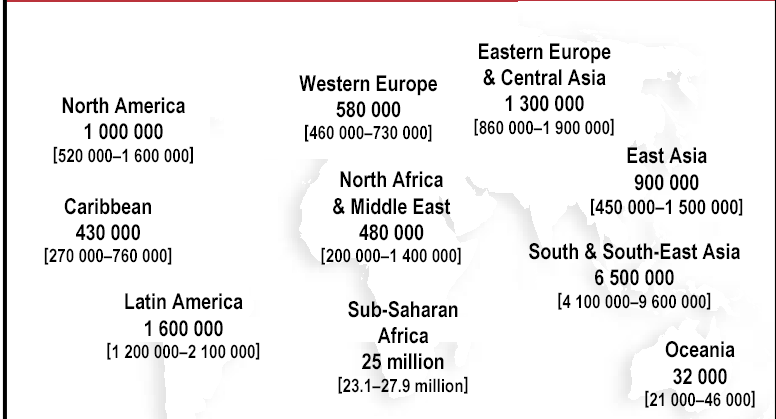 North America
1 000 000
[520 000–1 600 000]
Western Europe
580 000
[460 000–730 000]
Eastern Europe
& Central Asia
1 300 000
[860 000–1 900 000]
Caribbean
430 000
[270 000–760 000]
North Africa
& Middle East
480 000
[200 000–1 400 000]
East Asia
900 000
[450 000–1 500 000]
South & South-East Asia
6 500 000
[4 100 000–9 600 000]
Latin America
1 600 000
[1 200 000–2 100 000]
Sub-Saharan
Africa
25 million
[23.1–27.9 million]
Oceania
32 000
[21 000–46 000]